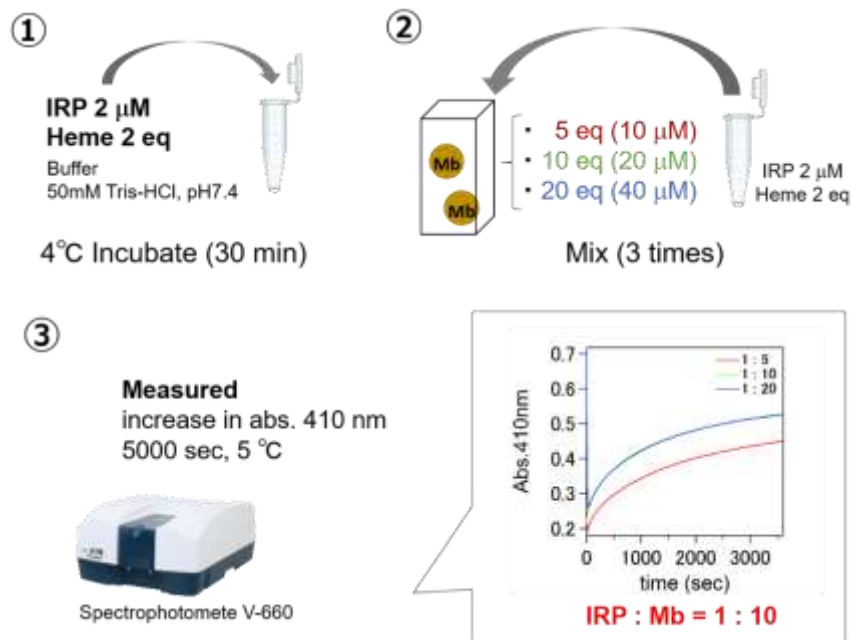 ①
IRP 2 μM
Heme 2 eq
Buffer
50mM Tris-HCl, pH7.4
4℃ Incubate (30 min)
②
Mb
Mb
・ 5 eq (10 μM)
・ 10 eq (20 μM)
・ 20 eq (40 μM)
IRP 2 μM
Heme 2 eq
Mix (3 times)
③
Measured
increase in abs. 410 nm
5000 sec, 5 ℃
Spectrophotomete V-660
Abs.410nm
0.7
0.6
0.5
0.4
0.3
0.2
1 : 5
1 : 10
1 : 20
0 1000 2000 3000
time (sec)
IRP : Mb = 1 : 10